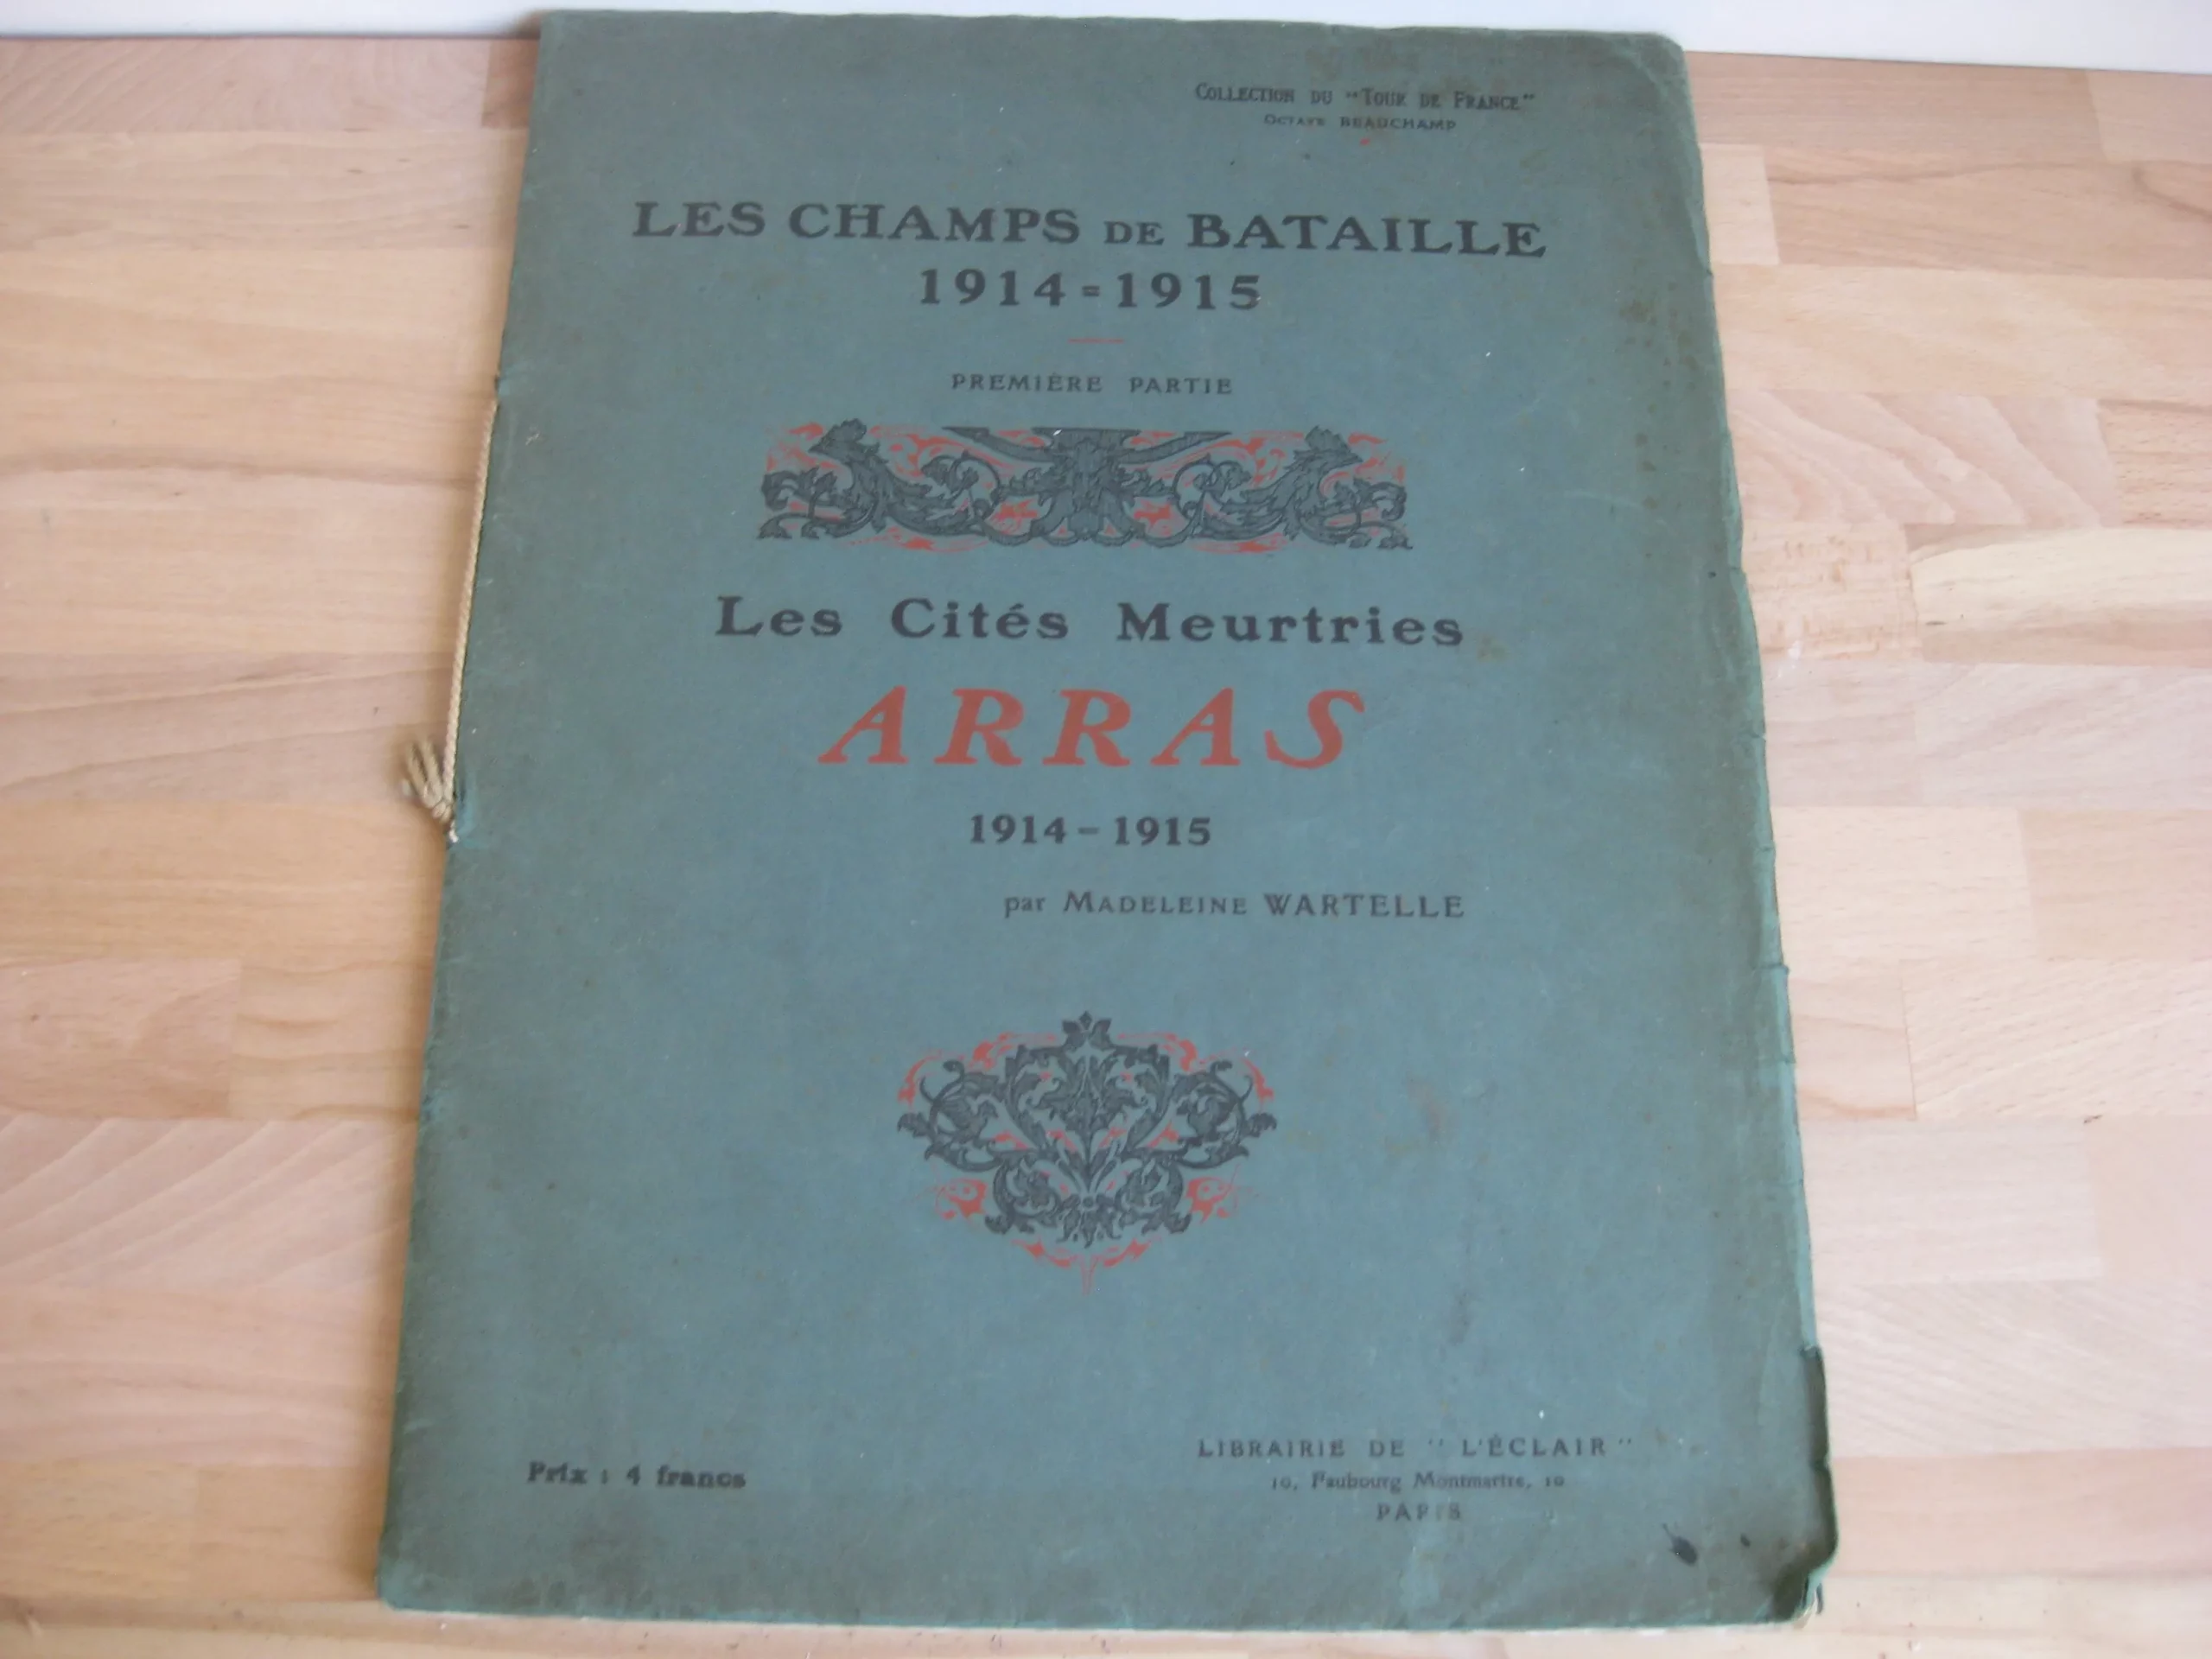 COLLECTION DU "TOUR DE FRANCE"
OCTAVE BEAUCHAMP
LES CHAMPS DE BATAILLE
1914=1915
PREMIÈRE PARTIE
Les Cités Meurtries
ARRAS
1914-1915
par MADELEINE WARTELLE
Prix : 4 francs
LIBRAIRIE DE "L'ÉCLAIR"
10, Faubourg Montmartre, 10
PARIS